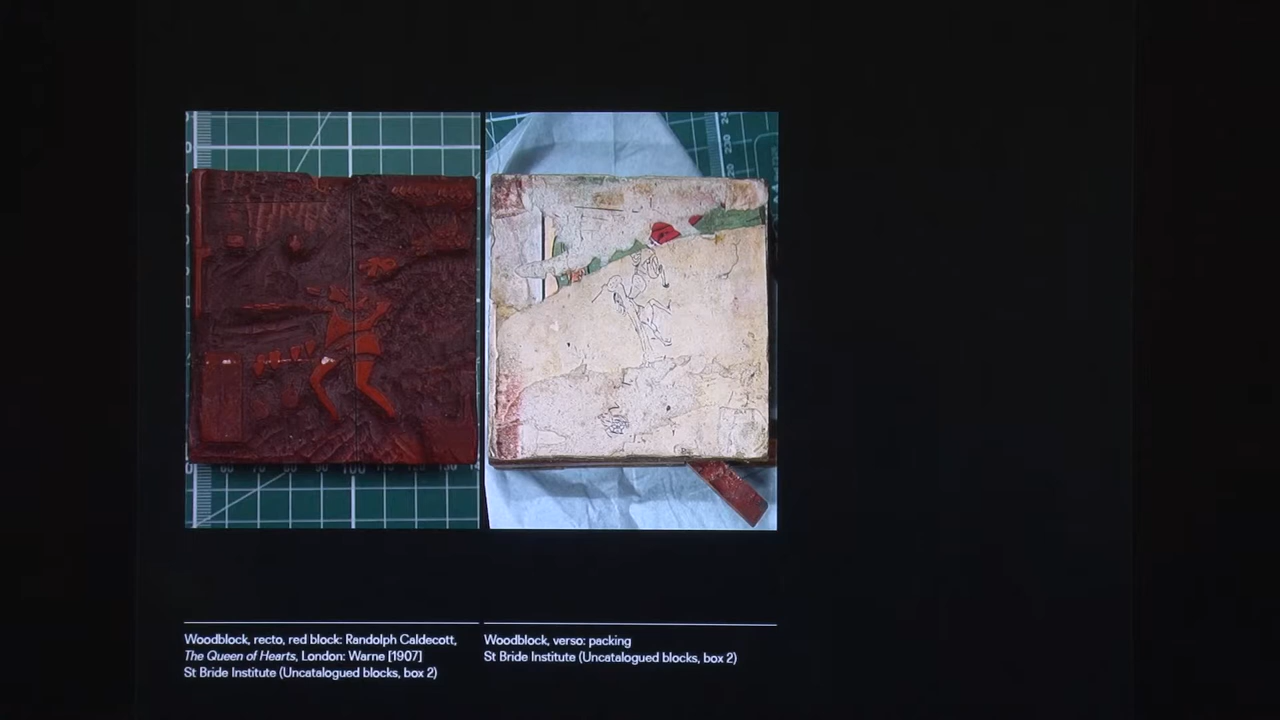 Woodblock, recto, red block: Randolph Caldecott,
The Queen of Hearts, London: Warne [1907]
St Bride Institute (Uncatalogued blocks, box 2)
Woodblock, verso: packing
St Bride Institute (Uncatalogued blocks, box 2)